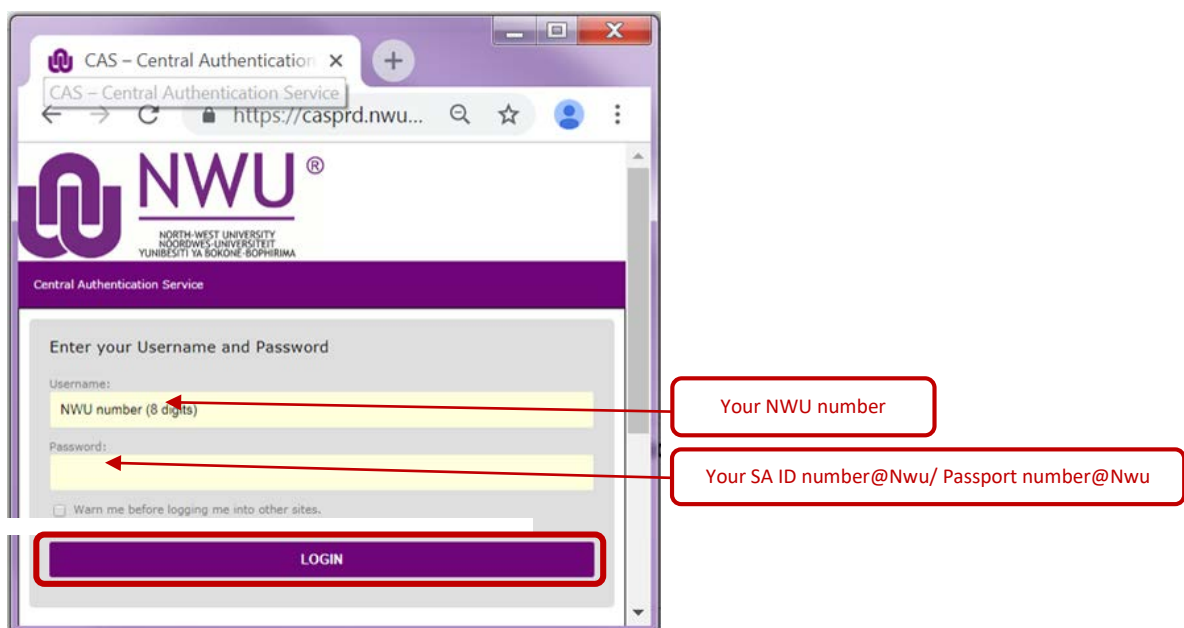 CAS – Central Authentication
CAS – Central Authentication Service
https://casprd.nwu...
NWU®
NORTH-WEST UNIVERSITY
NOORDWES-UNIVERSITEIT
YUNIBESITI YA BOKONE-BOPHIRIMA
Central Authentication Service
Enter your Username and Password
Username:
NWU number (8 digits)
Your NWU number
Password:
Your SA ID number@Nwu/ Passport number@Nwu
Warn me before logging me into other sites.
LOGIN